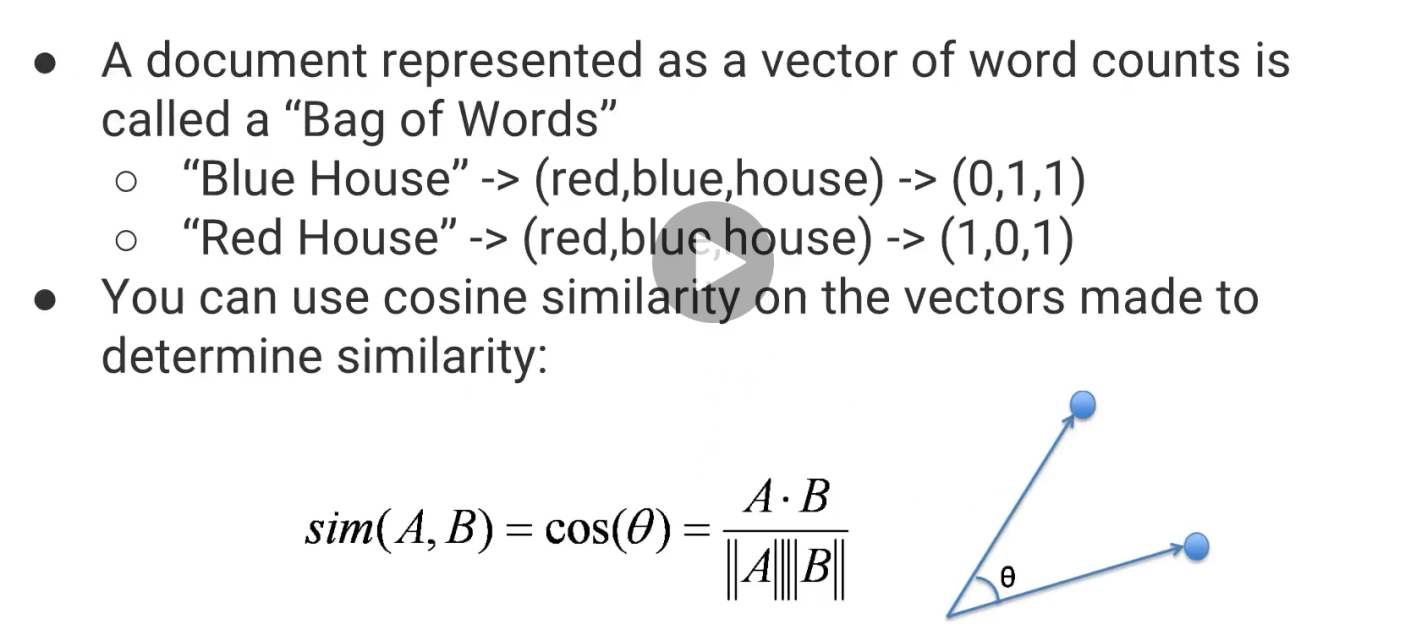 ● A document represented as a vector of word counts is
called a “Bag of Words”
○ “Blue House” -> (red,blue,house) -> (0,1,1)
○ “Red House” -> (red,blue,house) -> (1,0,1)
● You can use cosine similarity on the vectors made to
determine similarity:
sim(A, B) = cos(θ) = A · B / ||A||||B||
θ